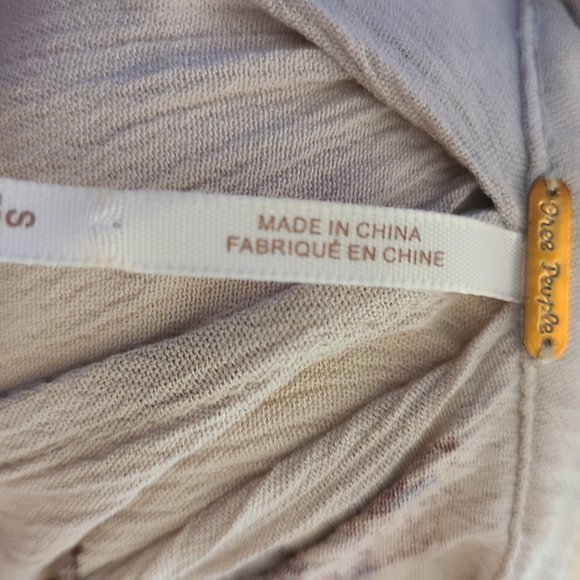 S
MADE IN CHINA
FABRIQUÉ EN CHINE
Free People